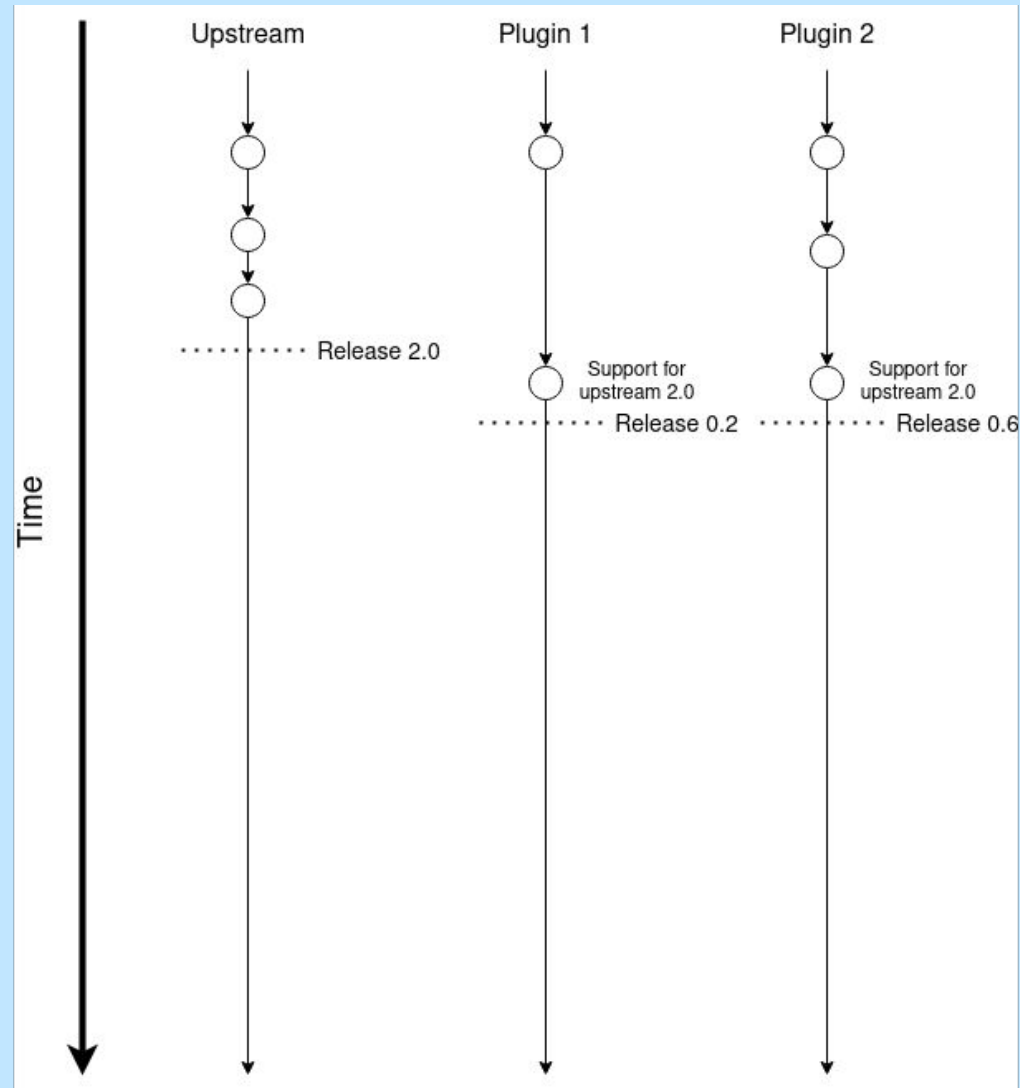 Upstream
Plugin 1
Plugin 2
Release 2.0
Support for
upstream 2.0
Support for
upstream 2.0
Release 0.2
Release 0.6
Time